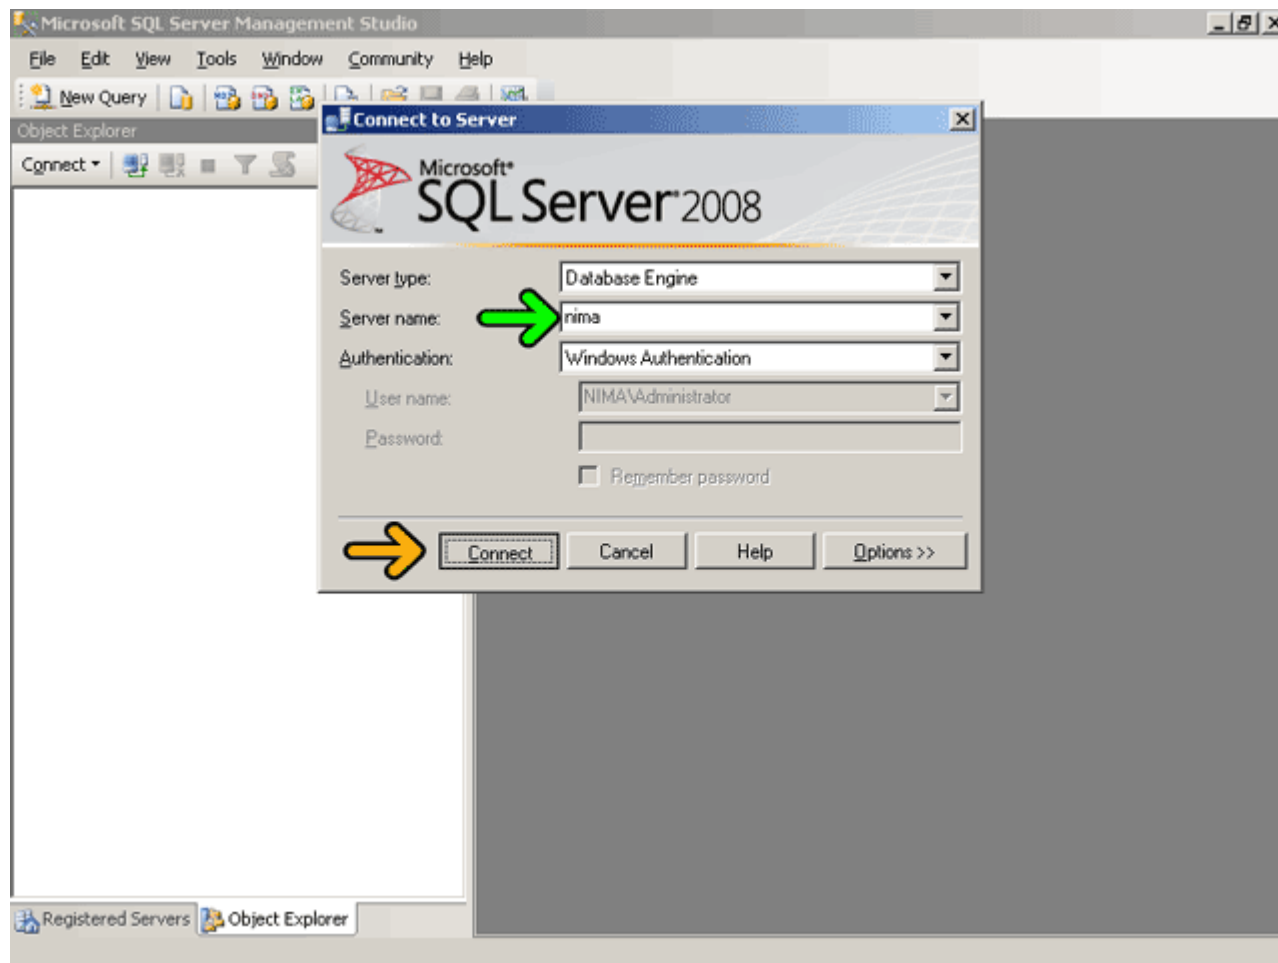 Microsoft SQL Server Management Studio
File Edit View Tools Window Community Help
New Query
Object Explorer
Connect
Connect to Server
Microsoft®
SQL Server® 2008
Server type: Database Engine
Server name: nima
Authentication: Windows Authentication
User name: NIMA\Administrator
Password:
Remember password
Connect Cancel Help Options >>
Registered Servers Object Explorer